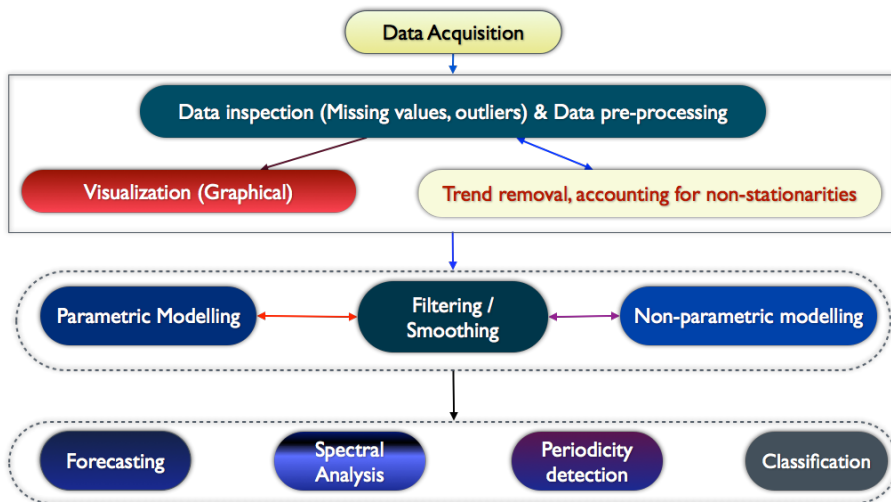 Data Acquisition
Data inspection (Missing values, outliers) & Data pre-processing
Visualization (Graphical)
Trend removal, accounting for non-stationarities
Parametric Modelling
Filtering /
Smoothing
Non-parametric modelling
Forecasting
Spectral
Analysis
Periodicity
detection
Classification